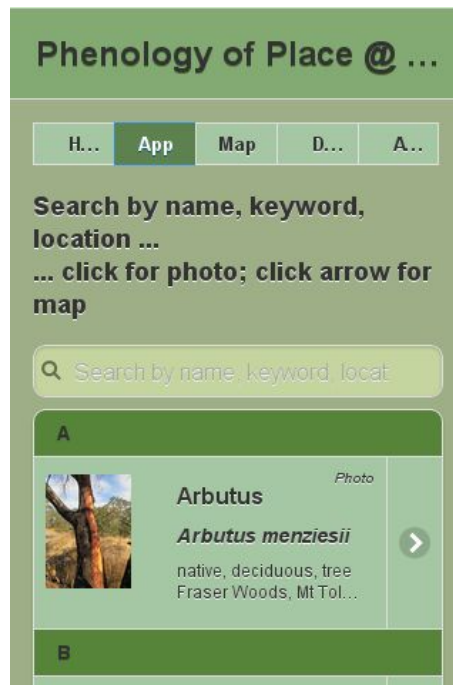 Phenology of Place @ ...
H...
App
Map
D...
A...
Search by name, keyword,
location ...
... click for photo; click arrow for
map
Search by name, keyword, locat
A
Photo
Arbutus
Arbutus menziesii
native, deciduous, tree
Fraser Woods, Mt Tol...
B